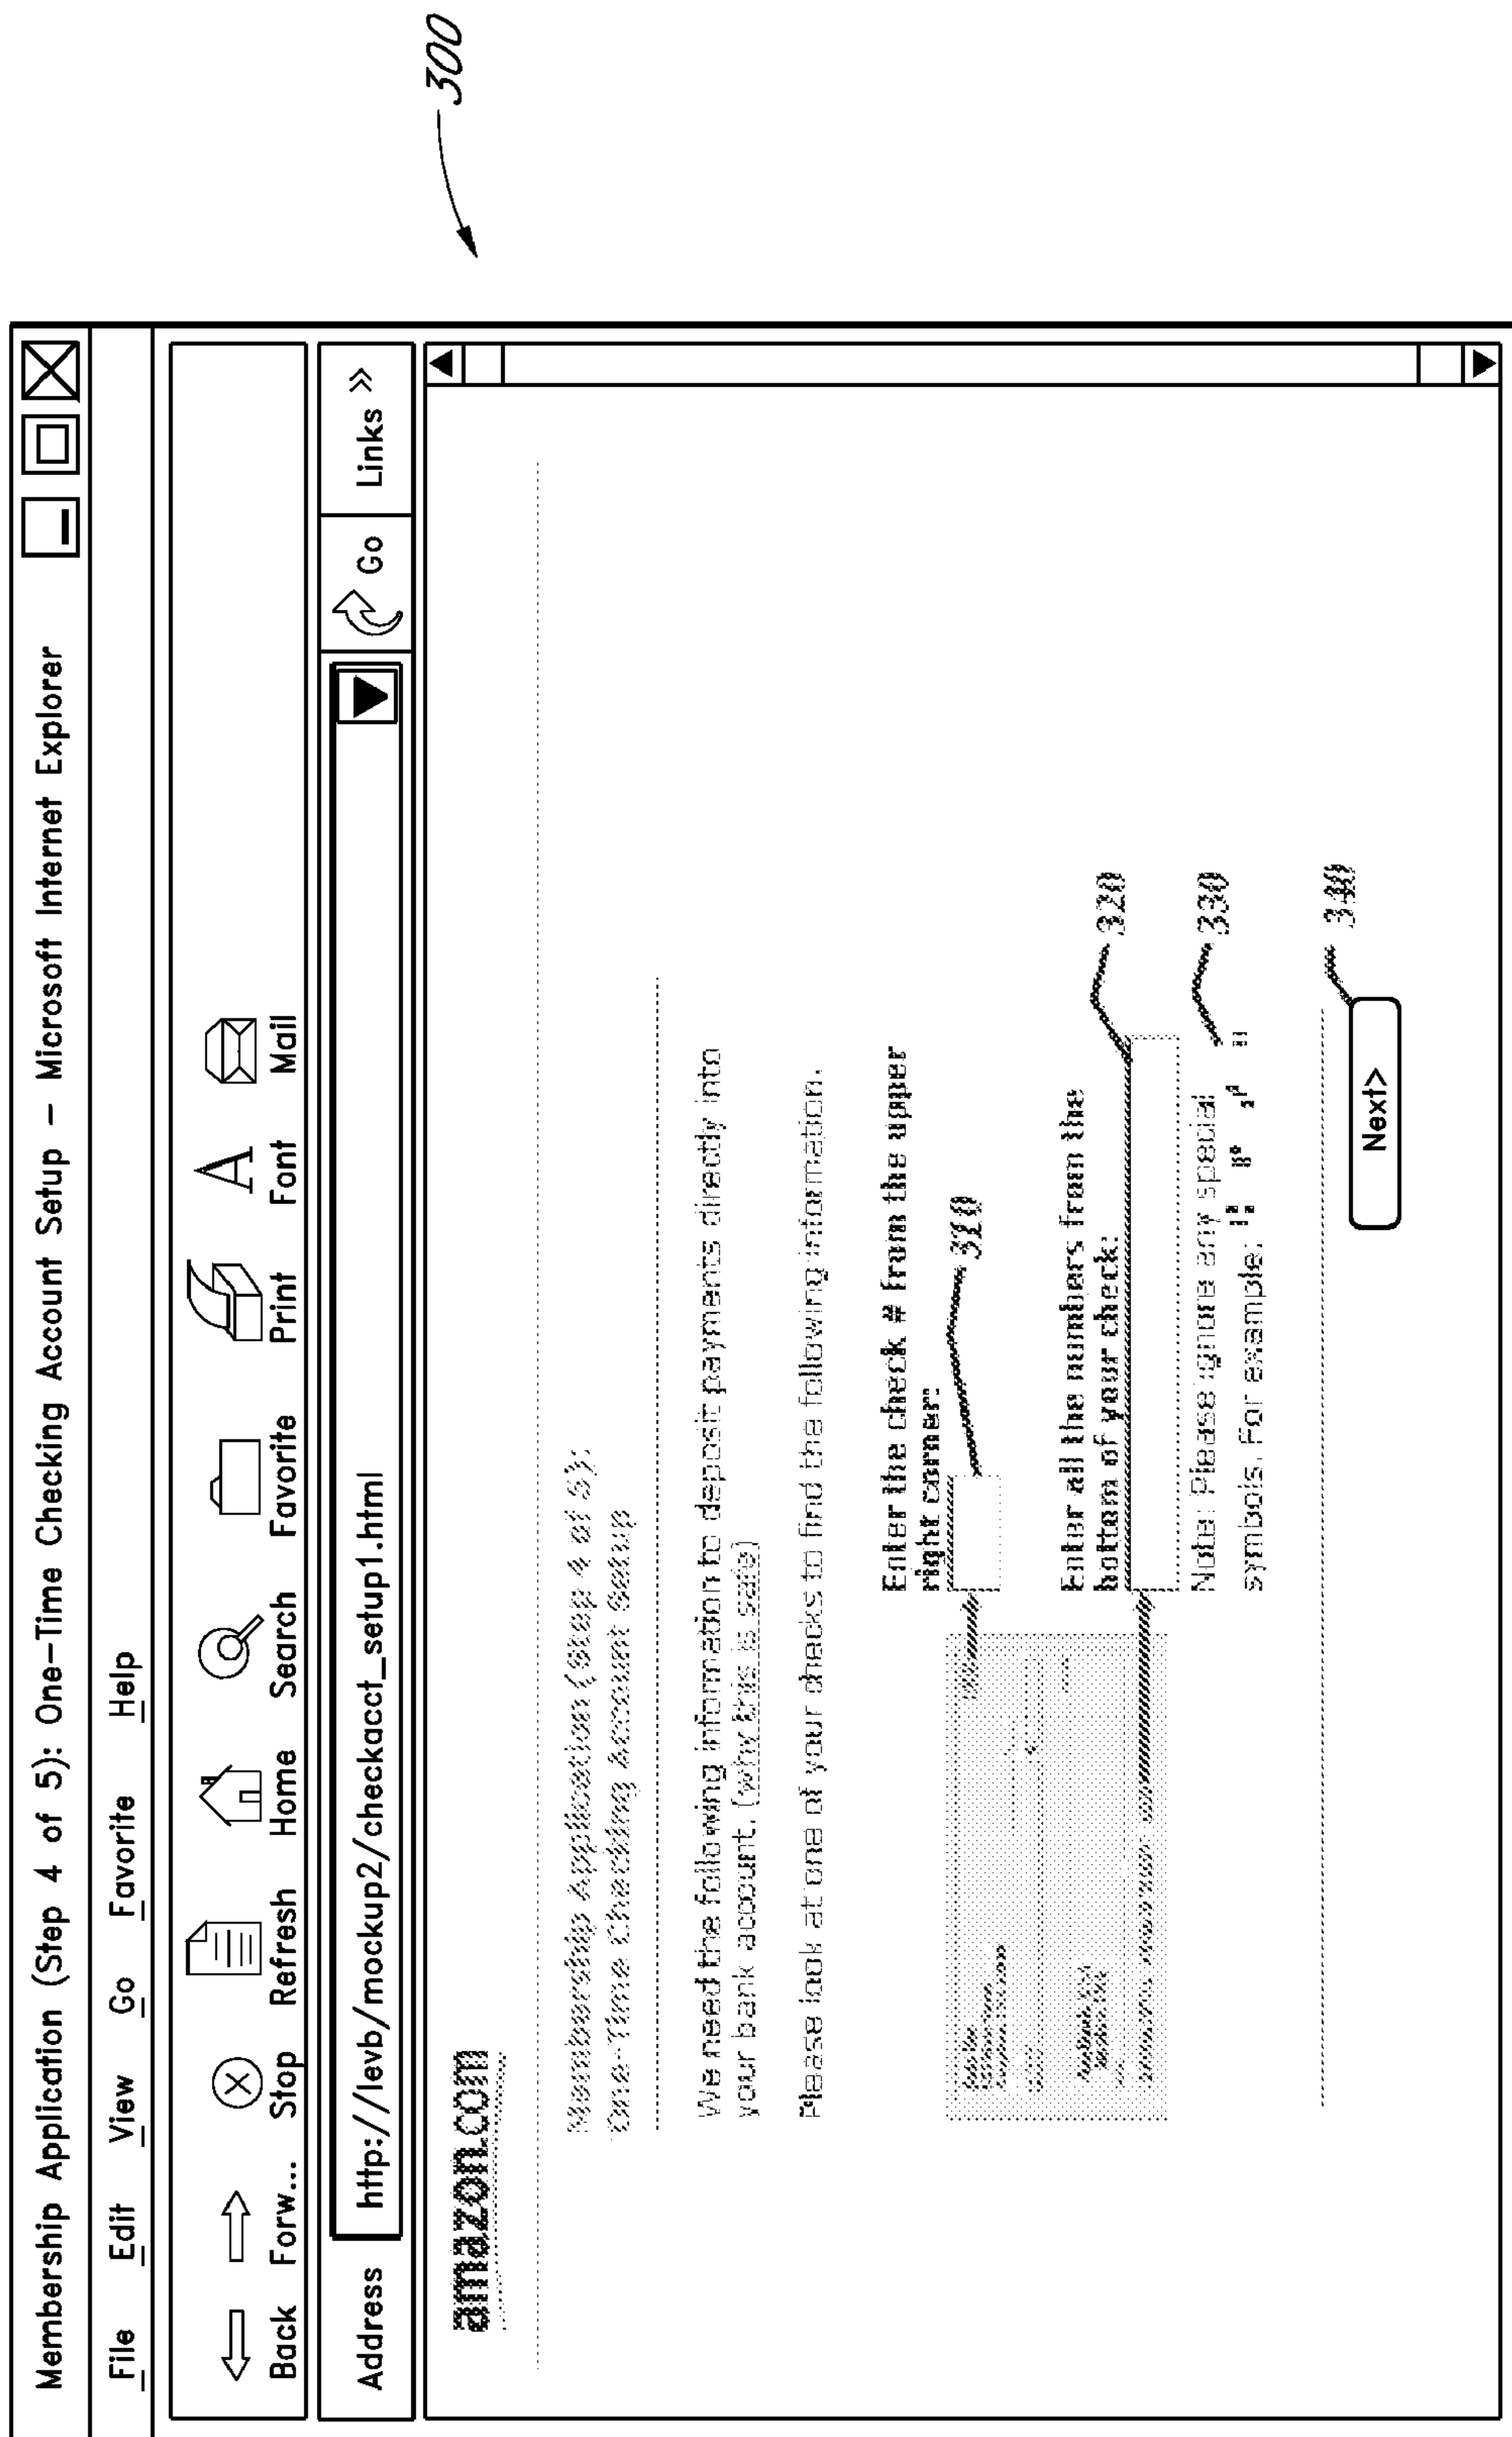 300
Membership Application (Step 4 of 5): One-Time Checking Account Setup - Microsoft Internet Explorer
File Edit View Go Favorite Help
Back Forw... Stop Refresh Home Search Favorite Print Font Mail
Address http://levb/mockup2/checkacct_setup1.html Go Links »
amazon.com
Membership Application (Step 4 of 5):
One-Time Checking Account Setup
We need the following information to deposit payments directly into
your bank account. (why this is safe)
Please look at one of your checks to find the following information.
Enter the check # from the upper
right corner:
310
Enter all the numbers from the
bottom of your check:
320
Note: Please ignore any special
symbols. For example:
330
Next>
340